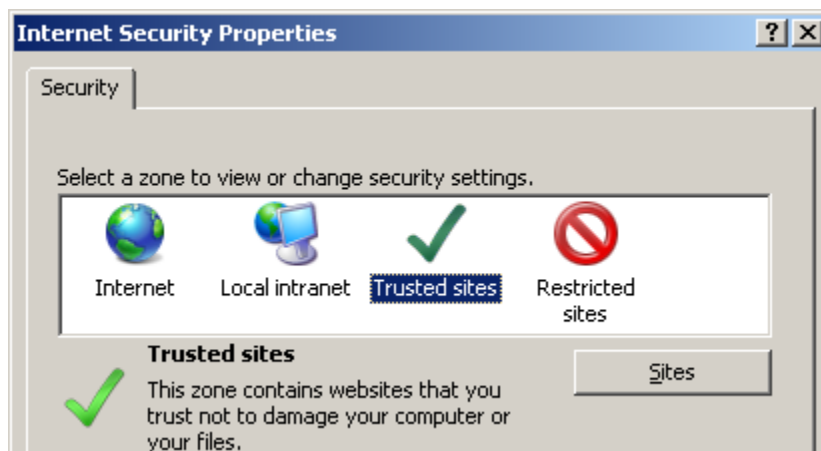 Internet Security Properties
Security
Select a zone to view or change security settings.
Internet
Local intranet
Trusted sites
Restricted
sites
Trusted sites
Sites
This zone contains websites that you
trust not to damage your computer or
your files.